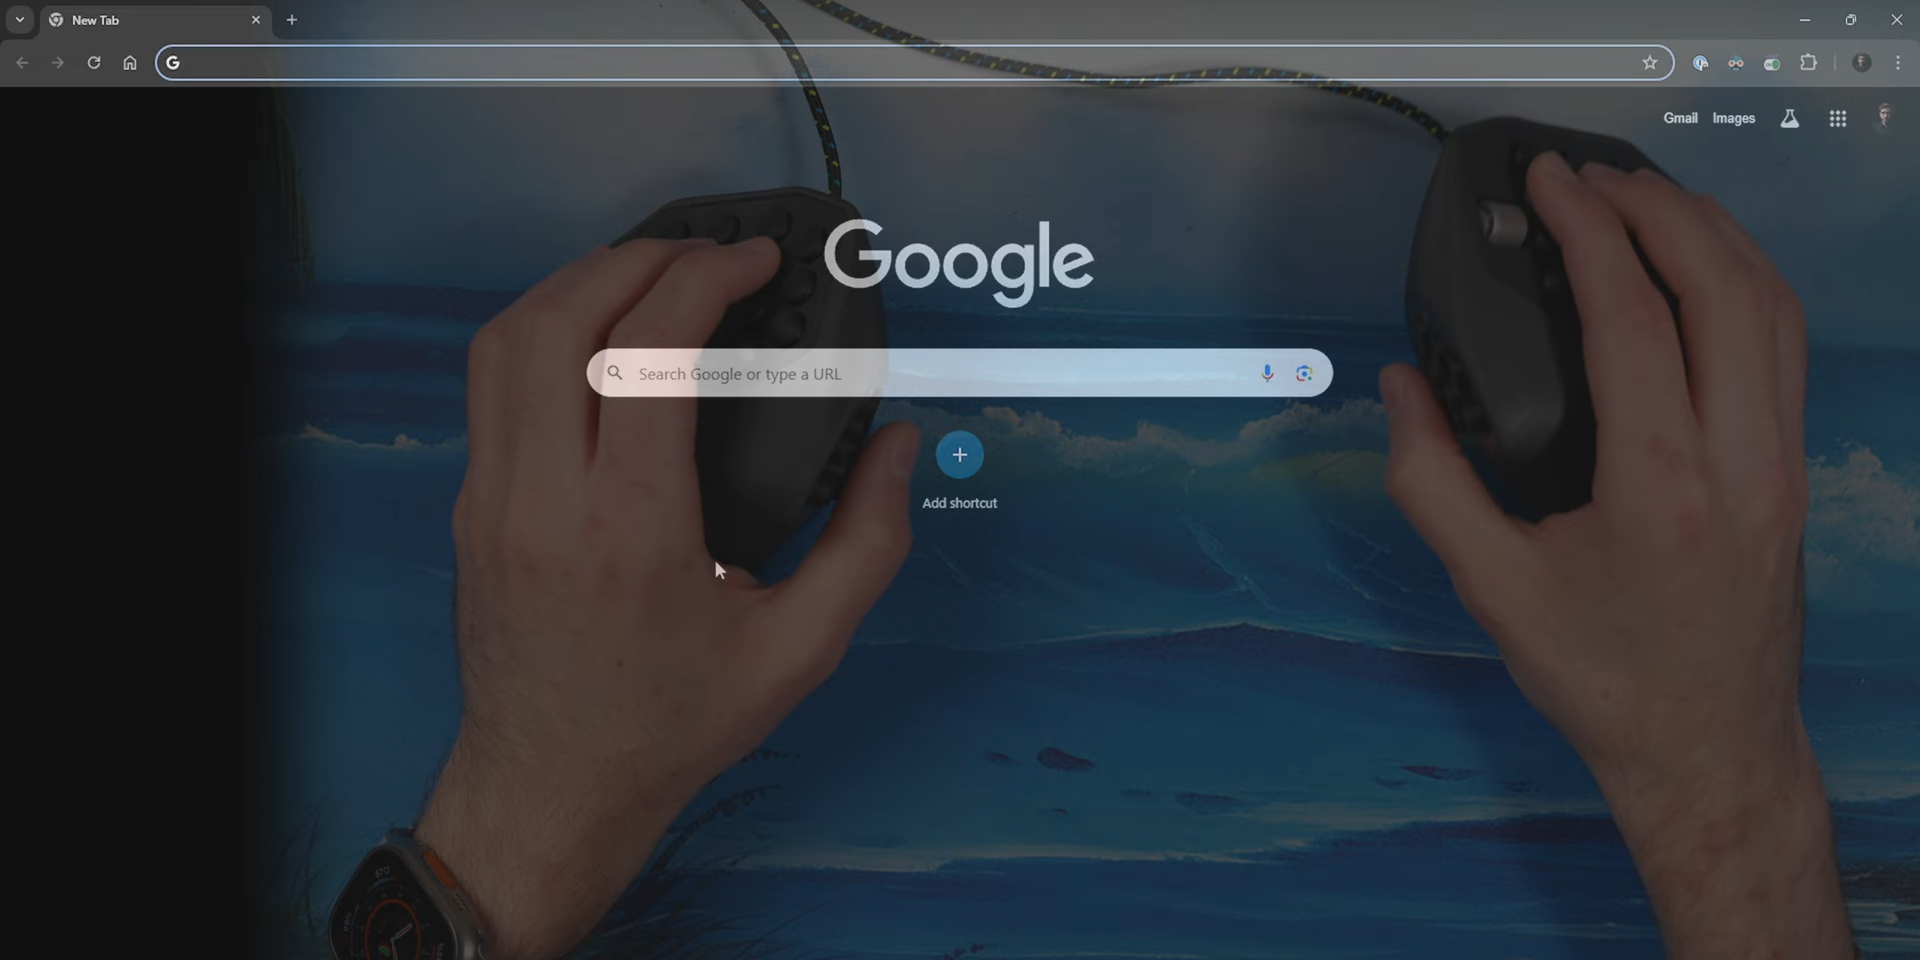 New Tab
Gmail Images
Google
Search Google or type a URL
Add shortcut